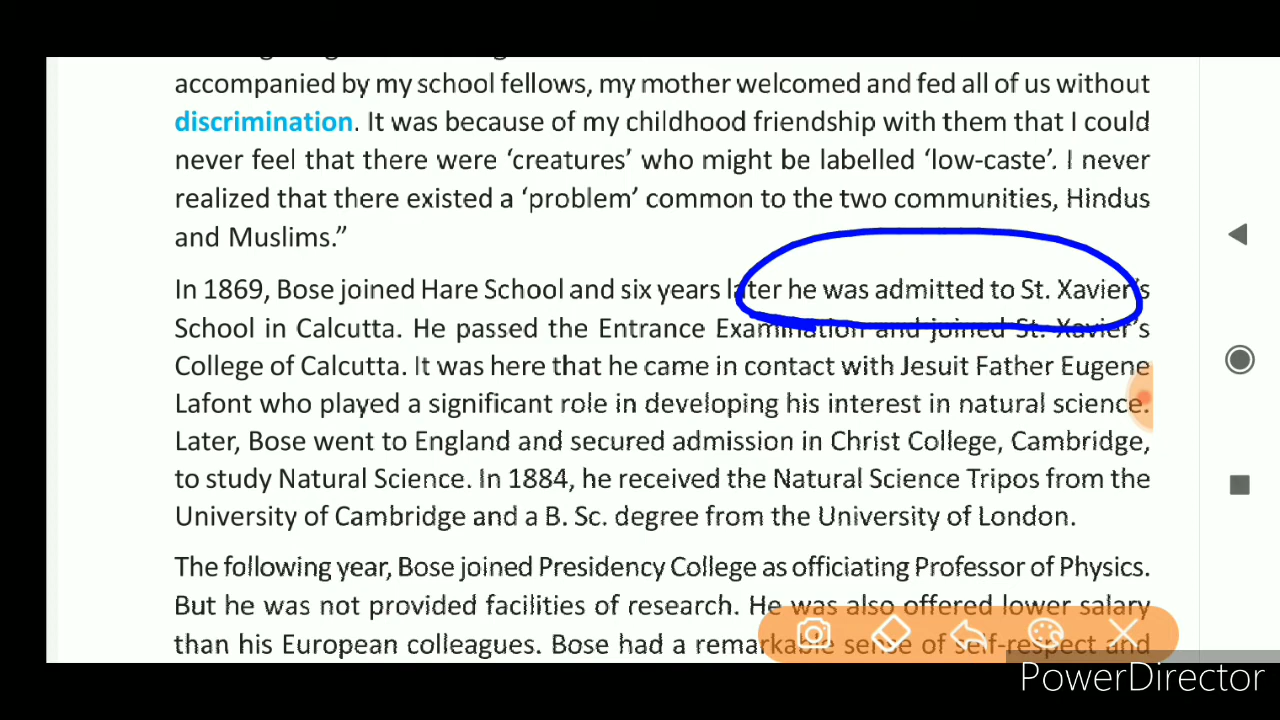 accompanied by my school fellows, my mother welcomed and fed all of us without
discrimination. It was because of my childhood friendship with them that I could
never feel that there were ‘creatures’ who might be labelled ‘low-caste’. I never
realized that there existed a ‘problem’ common to the two communities, Hindus
and Muslims.”
In 1869, Bose joined Hare School and six years later he was admitted to St. Xavier’s
School in Calcutta. He passed the Entrance Examination and joined St. Xavier’s
College of Calcutta. It was here that he came in contact with Jesuit Father Eugene
Lafont who played a significant role in developing his interest in natural science.
Later, Bose went to England and secured admission in Christ College, Cambridge,
to study Natural Science. In 1884, he received the Natural Science Tripos from the
University of Cambridge and a B. Sc. degree from the University of London.
The following year, Bose joined Presidency College as officiating Professor of Physics.
But he was not provided facilities of research. He was also offered lower salary
than his European colleagues. Bose had a remarkable sense of self-respect and
PowerDirector